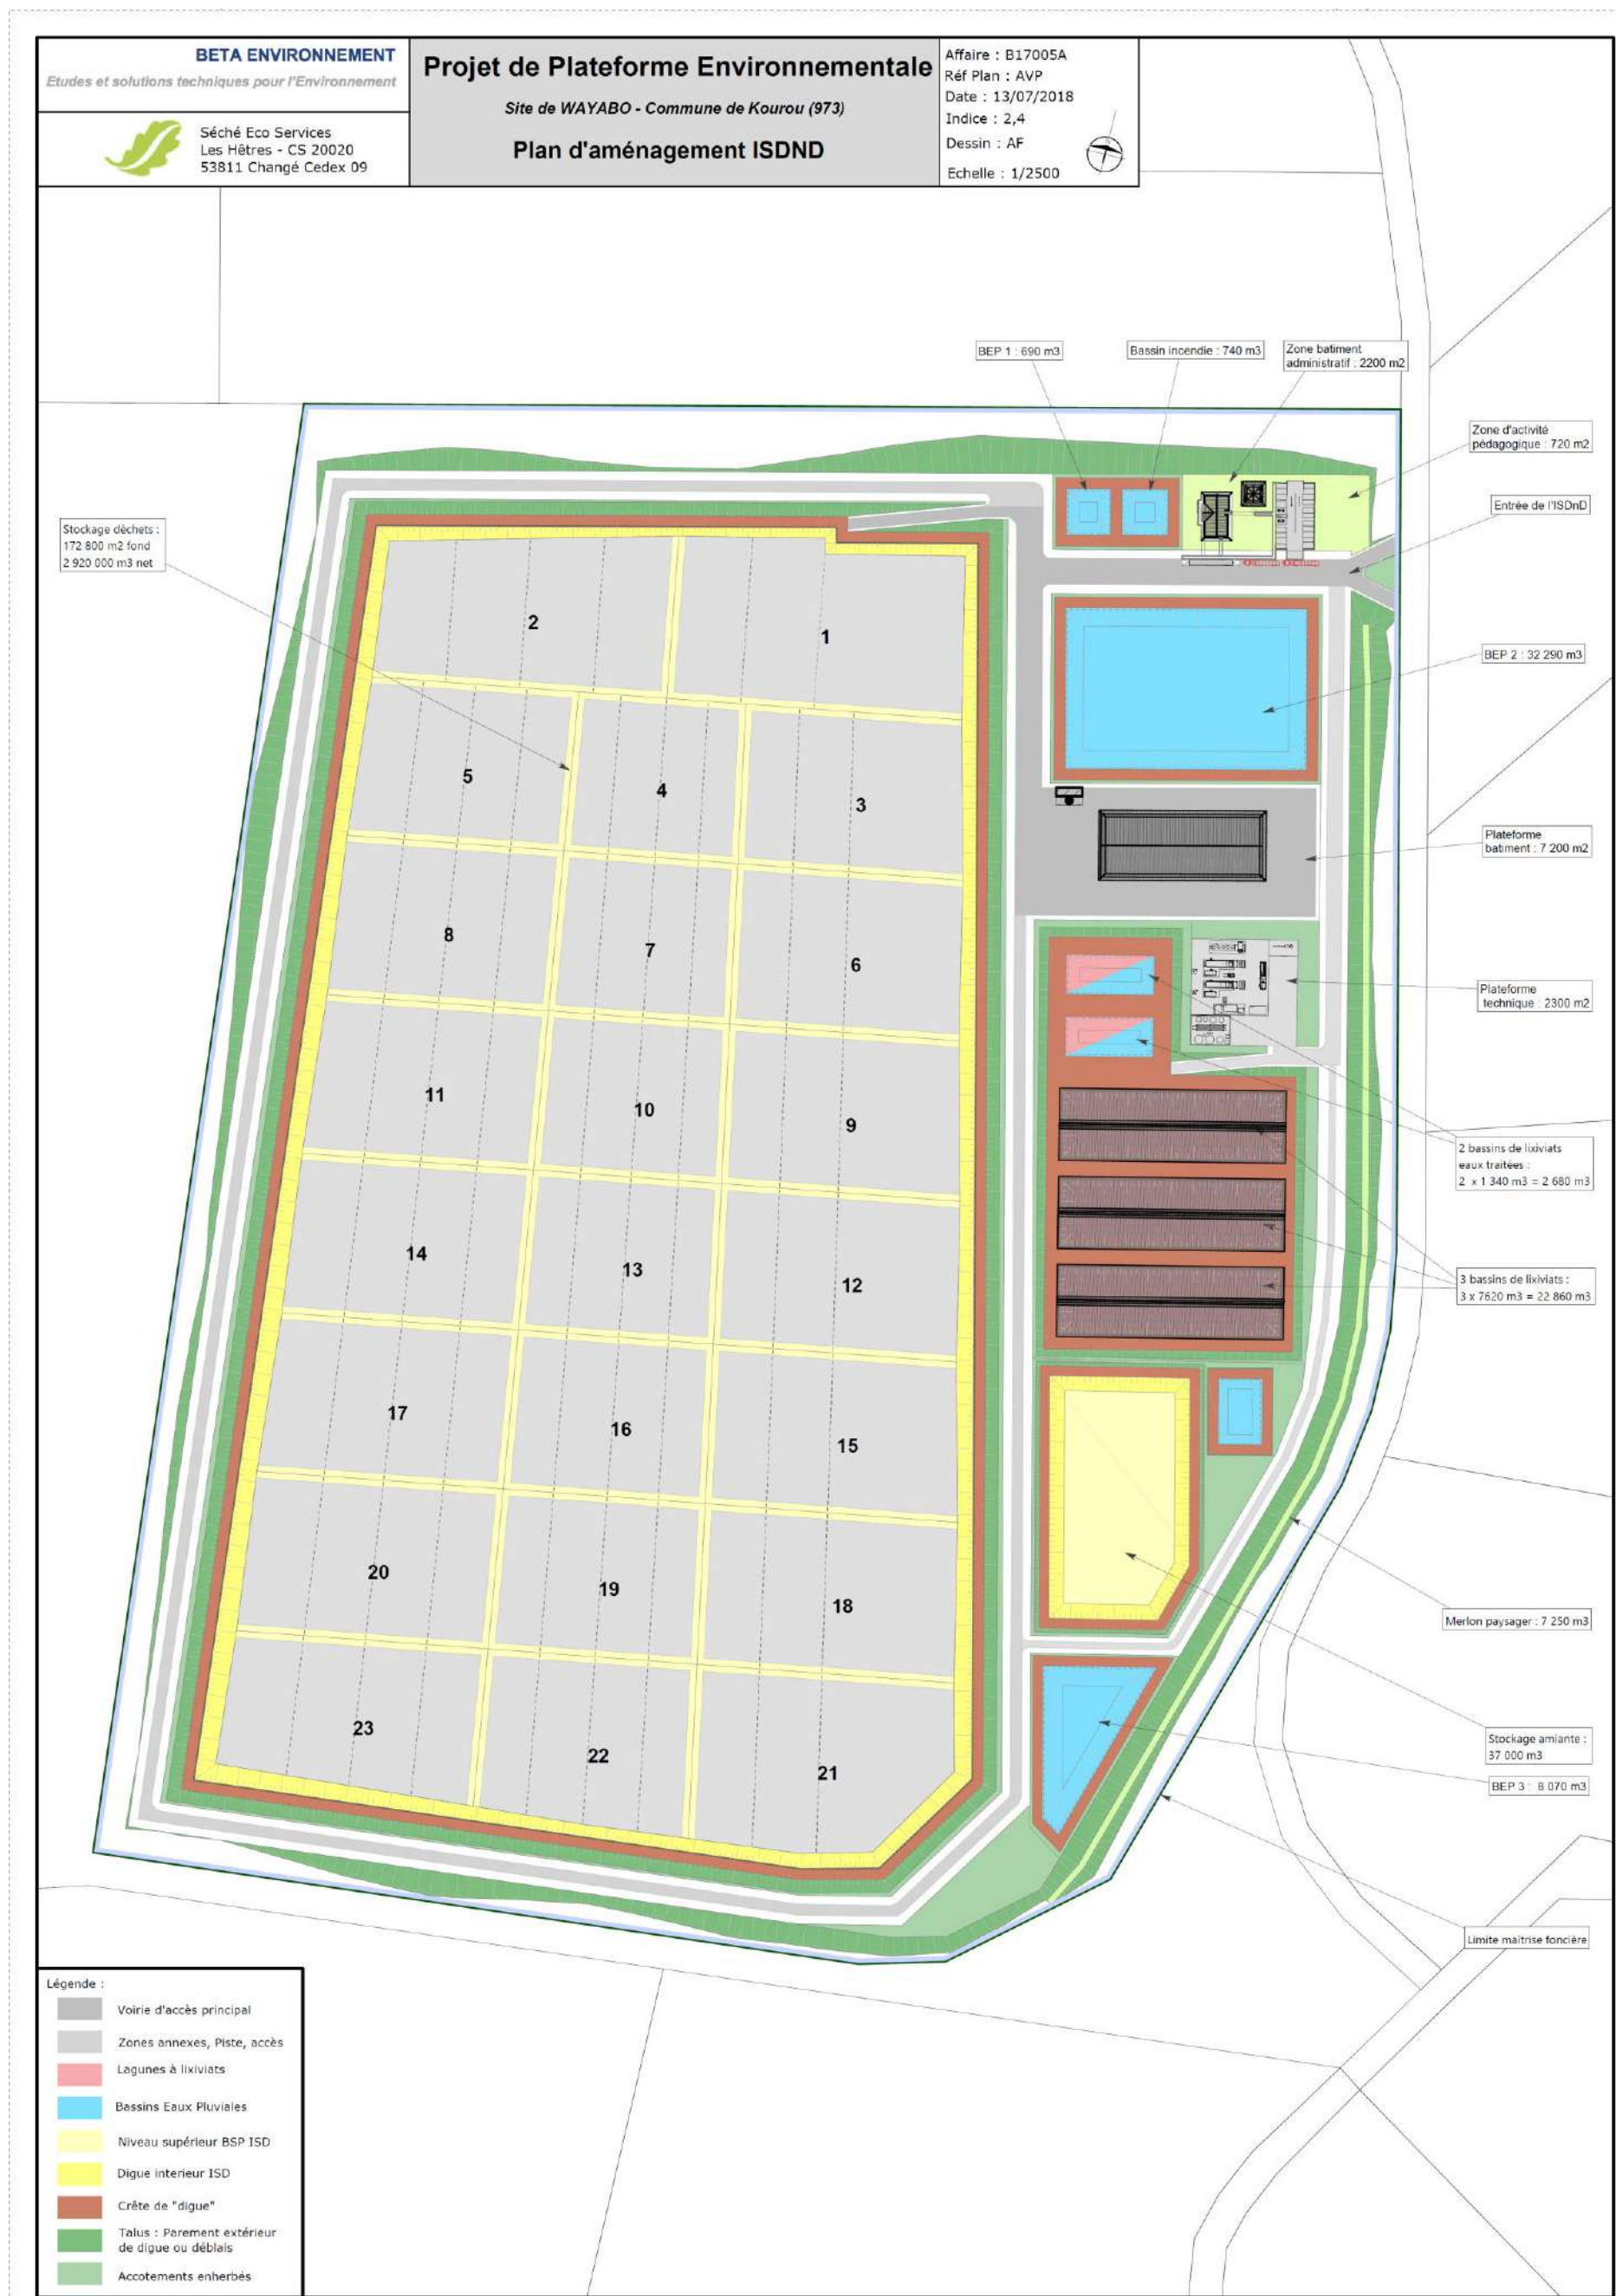 BETA ENVIRONNEMENT
Etudes et solutions techniques pour l'Environnement
Séché Eco Services
Les Hêtres - CS 20020
53811 Changé Cedex 09
Projet de Plateforme Environnementale
Site de WAYABO - Commune de Kourou (973)
Plan d'aménagement ISDND
Affaire : B17005A
Réf Plan : AVP
Date : 13/07/2018
Indice : 2,4
Dessin : AF
Echelle : 1/2500
BEP 1 : 690 m3
Bassin incendie : 740 m3
Zone batiment
administratif : 2200 m2
Zone d'activité
pédagogique : 720 m2
Entrée de l'ISDnD
Stockage déchets :
172 800 m2 fond
2 920 000 m3 net
BEP 2 : 32 290 m3
Plateforme
batiment : 7 200 m2
Plateforme
technique : 2300 m2
2 bassins de lixiviats
eaux traitées :
2 x 1 340 m3 = 2 680 m3
3 bassins de lixiviats :
3 x 7620 m3 = 22 860 m3
Merlon paysager : 7 250 m3
Stockage amiante :
37 000 m3
BEP 3 : 8 070 m3
Limite maitrise foncière
2
1
5
4
3
8
7
6
11
10
9
14
13
12
17
16
15
20
19
18
23
22
21
Légende :
Voirie d'accès principal
Zones annexes, Piste, accès
Lagunes à lixiviats
Bassins Eaux Pluviales
Niveau supérieur BSP ISD
Digue interieur ISD
Crête de "digue"
Talus : Parement extérieur
de digue ou déblais
Accotements enherbés